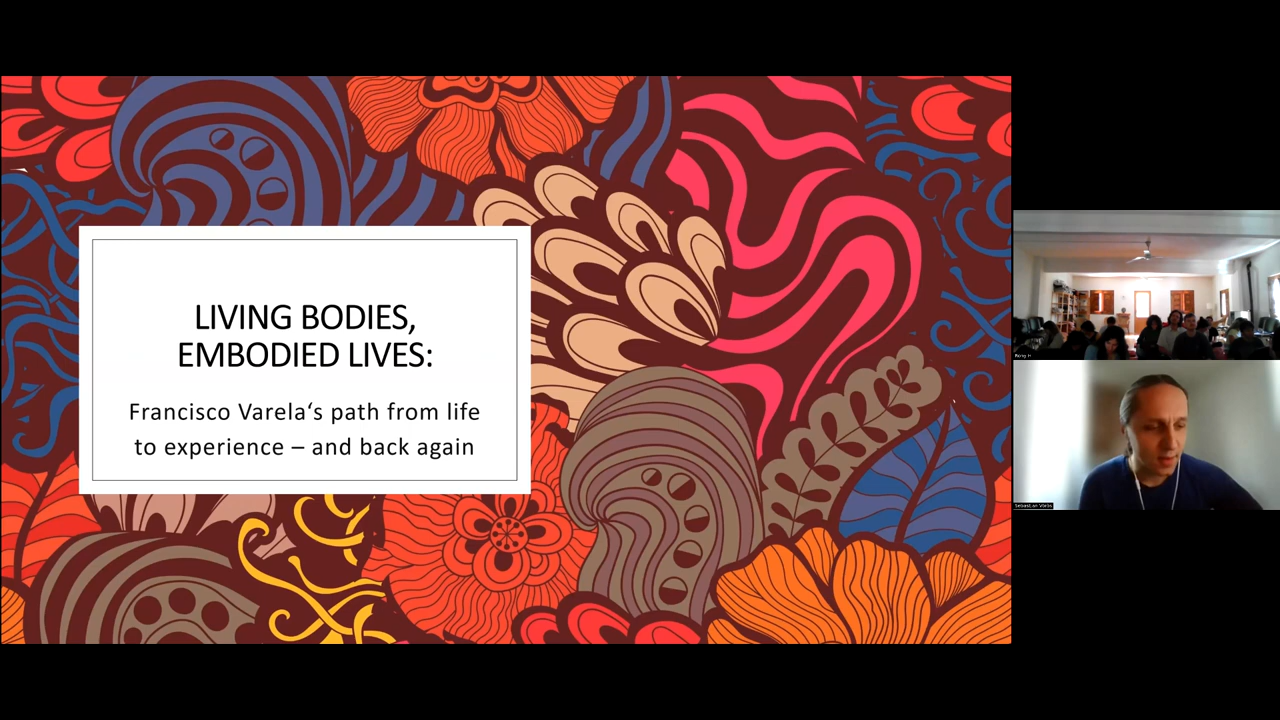 LIVING BODIES,
EMBODIED LIVES:
Francisco Varela‘s path from life
to experience – and back again